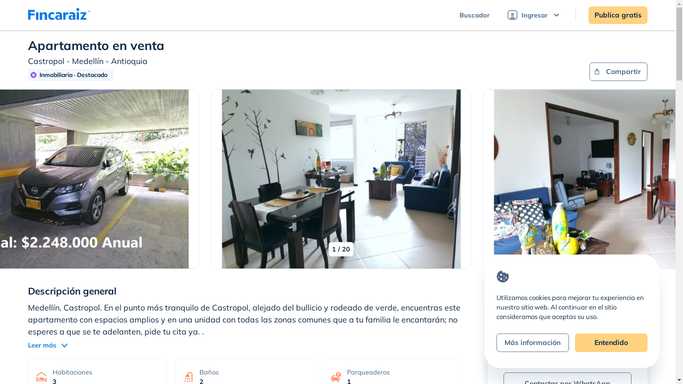 Fincaraiz
Buscador
Ingresar
Publica gratis
Apartamento en venta
Castropol - Medellín - Antioquia
Inmobiliaria · Destacado
Compartir
al: $2.248.000 Anual
1 / 20
Descripción general
Medellín, Castropol. En el punto más tranquilo de Castropol, alejado del bullicio y rodeado de verde, encuentras este
apartamento con espacios amplios y en una unidad con todas las zonas comunes que a tu familia le encantarán; no
esperes a que se te adelanten, pide tu cita ya. .
Leer más
Habitaciones
3
Baños
2
Parqueaderos
1
Utilizamos cookies para mejorar tu experiencia en
nuestro sitio web. Al continuar en el sitio
consideramos que aceptas su uso.
Más información
Entendido
Contactar por WhatsApp